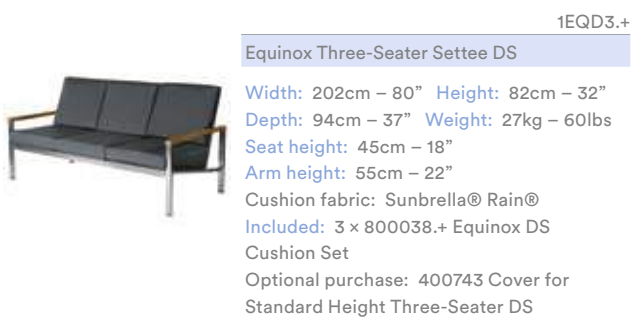 1EQD3.+
Equinox Three-Seater Settee DS
Width: 202cm – 80” Height: 82cm – 32”
Depth: 94cm – 37” Weight: 27kg – 60lbs
Seat height: 45cm – 18”
Arm height: 55cm – 22”
Cushion fabric: Sunbrella® Rain®
Included: 3 × 800038.+ Equinox DS
Cushion Set
Optional purchase: 400743 Cover for
Standard Height Three-Seater DS